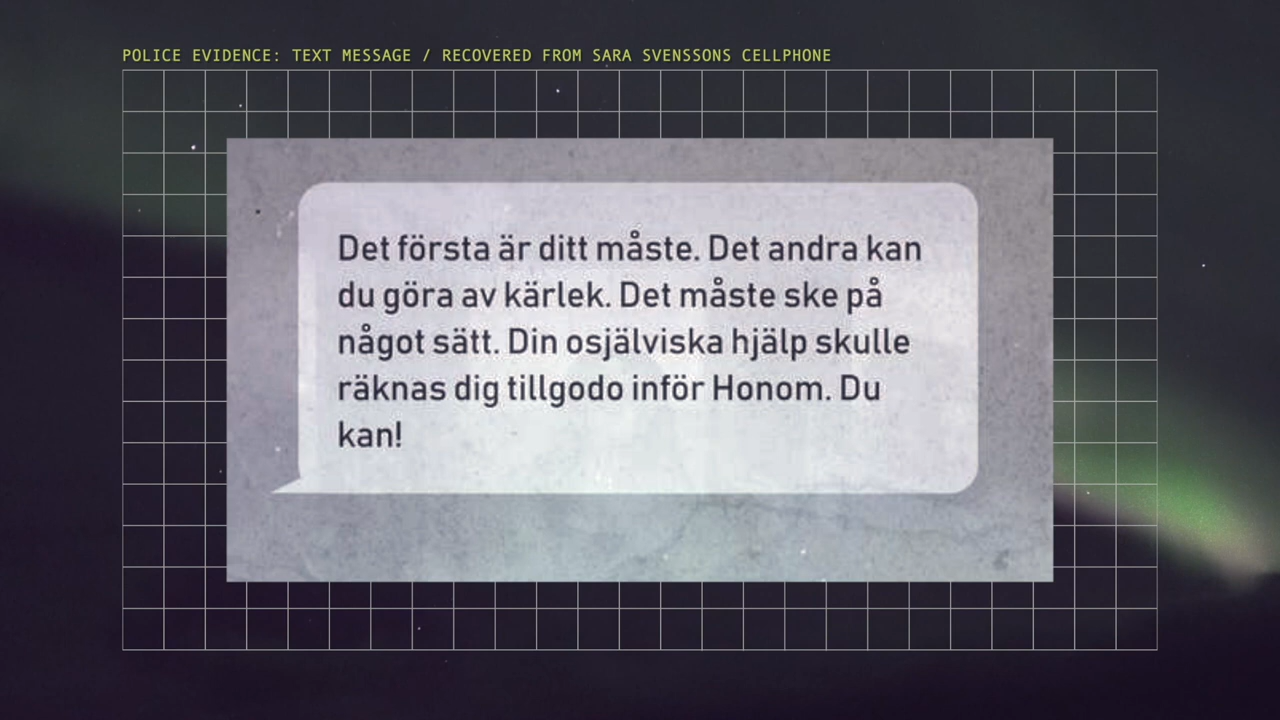 POLICE EVIDENCE: TEXT MESSAGE / RECOVERED FROM SARA SVENSSONS CELLPHONE
Det första är ditt måste. Det andra kan
du göra av kärlek. Det måste ske på
något sätt. Din osjälviska hjälp skulle
räknas dig tillgodo inför Honom. Du
kan!